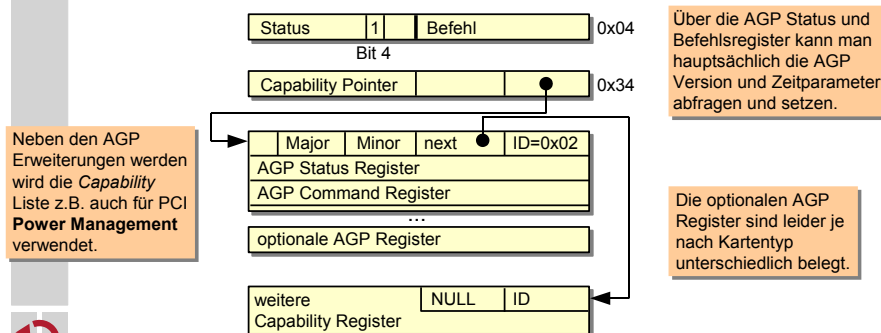 Status 1 Befehl 0x04
Bit 4
Capability Pointer 0x34
Über die AGP Status und
Befehlsregister kann man
hauptsächlich die AGP
Version und Zeitparameter
abfragen und setzen.
Neben den AGP
Erweiterungen werden
wird die Capability
Liste z.B. auch für PCI
Power Management
verwendet.
Major Minor next ID=0x02
AGP Status Register
AGP Command Register
...
optionale AGP Register
Die optionalen AGP
Register sind leider je
nach Kartentyp
unterschiedlich belegt.
weitere NULL ID
Capability Register